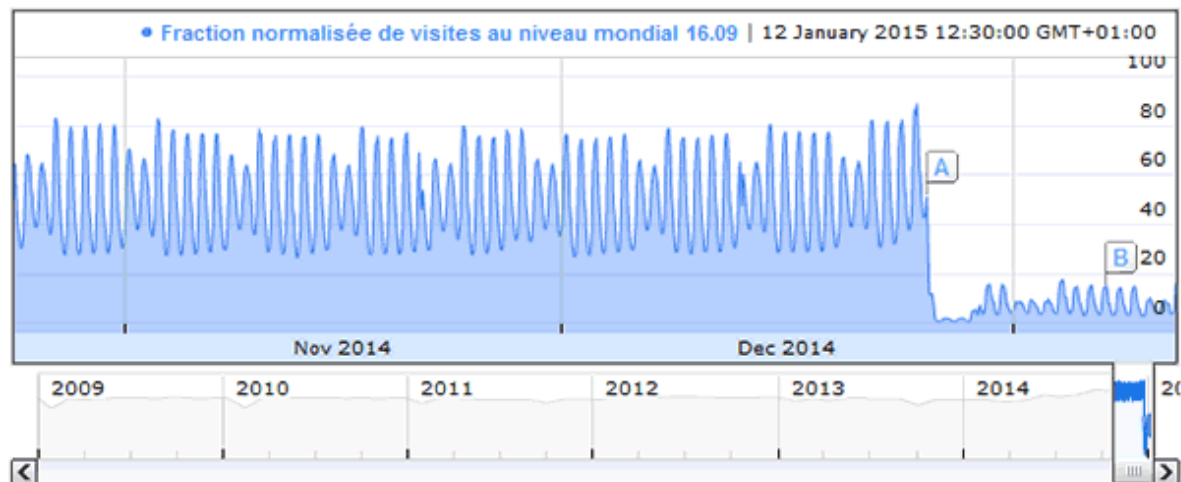 Fraction normalisée de visites au niveau mondial 16.09 | 12 January 2015 12:30:00 GMT+01:00
100
80
A
60
40
B 20
0
Nov 2014 Dec 2014
2009 2010 2011 2012 2013 2014 20